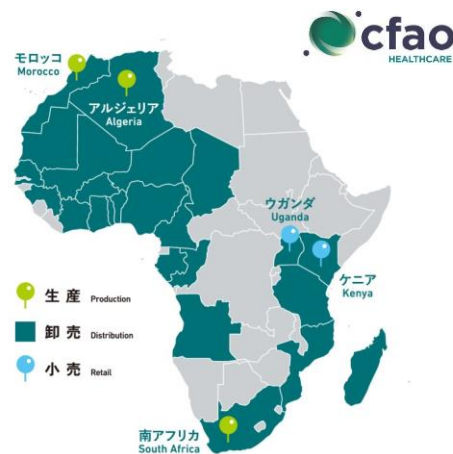 cfao
HEALTHCARE
モロッコ
Morocco
アルジェリア
Algeria
ウガンダ
Uganda
ケニア
Kenya
生産 Production
卸売 Distribution
小売 Retail
南アフリカ
South Africa